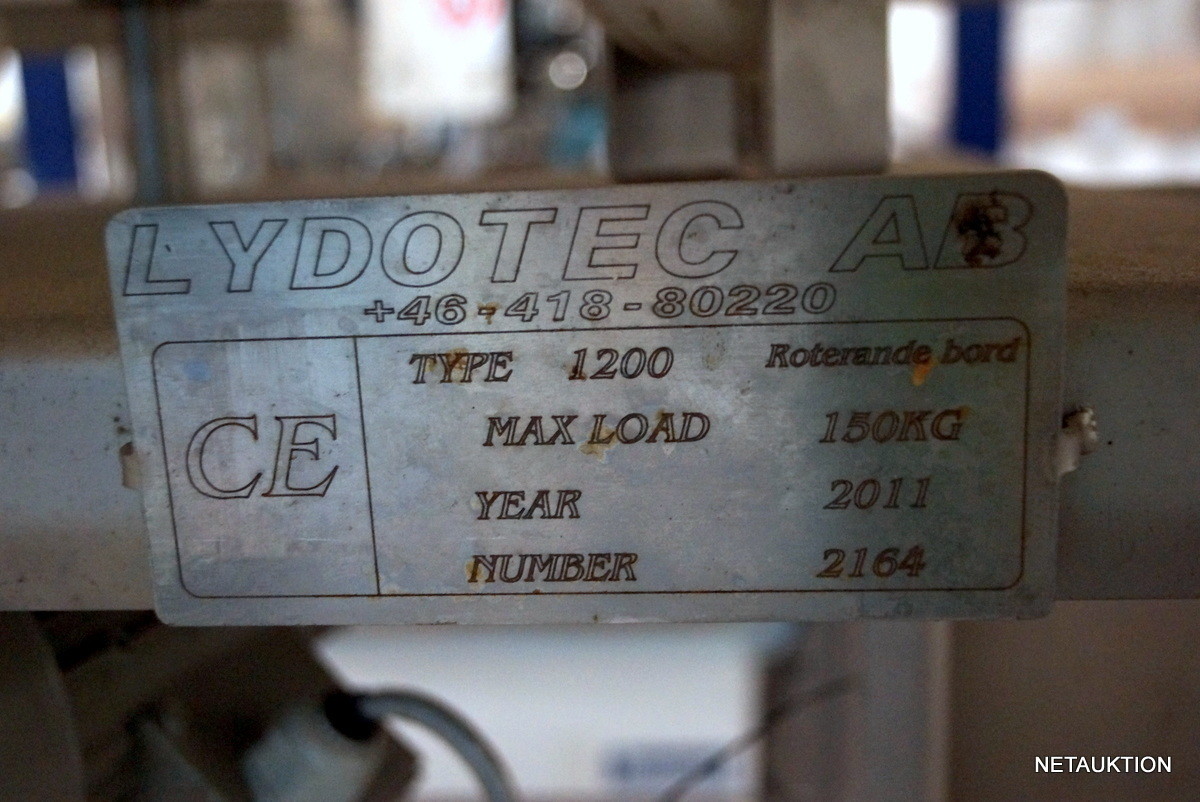 LYDOTEC AB
+46-418-80220
CE
TYPE 1200 Roterande bord
MAX LOAD 150KG
YEAR 2011
NUMBER 2164
NETAUKTION